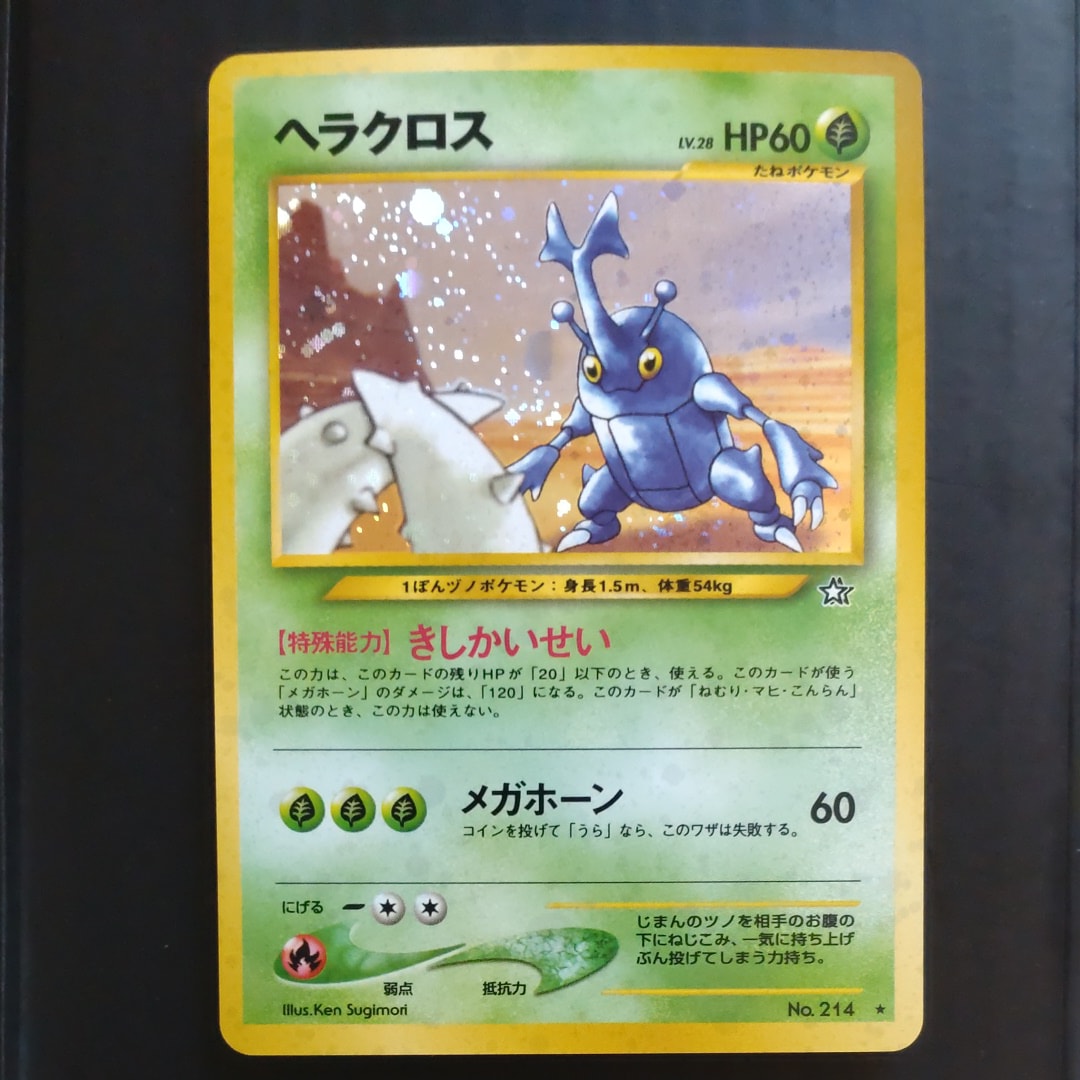 ヘラクロス
LV.28 HP60
たねポケモン
1ぽんヅノポケモン：身長1.5m、体重54kg
【特殊能力】きしかいせい
この力は、このカードの残りHPが「20」以下のとき、使える。このカードが使う
「メガホーン」のダメージは、「120」になる。このカードが「ねむり・マヒ・こんらん」
状態のとき、この力は使えない。
メガホーン 60
コインを投げて「うら」なら、このワザは失敗する。
にげる
弱点
抵抗力
じまんのツノを相手のお腹の
下にねじこみ、一気に持ち上げ
ぶん投げてしまう力持ち。
Illus.Ken Sugimori
No. 214 ★